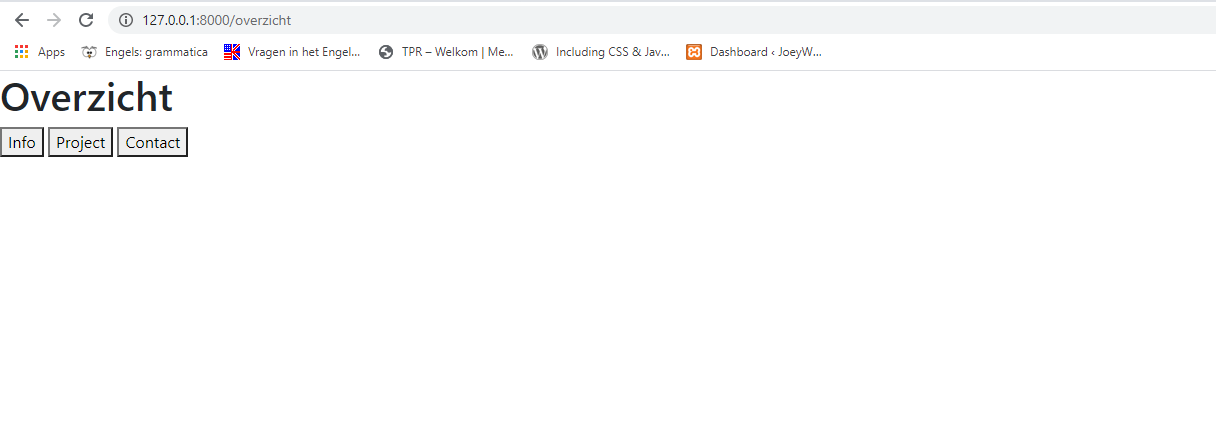 127.0.0.1:8000/overzicht
Apps Engels: grammatica Vragen in het Engel... TPR – Welkom | Me... Including CSS & Jav... Dashboard ‹ JoeyW...
Overzicht
Info Project Contact